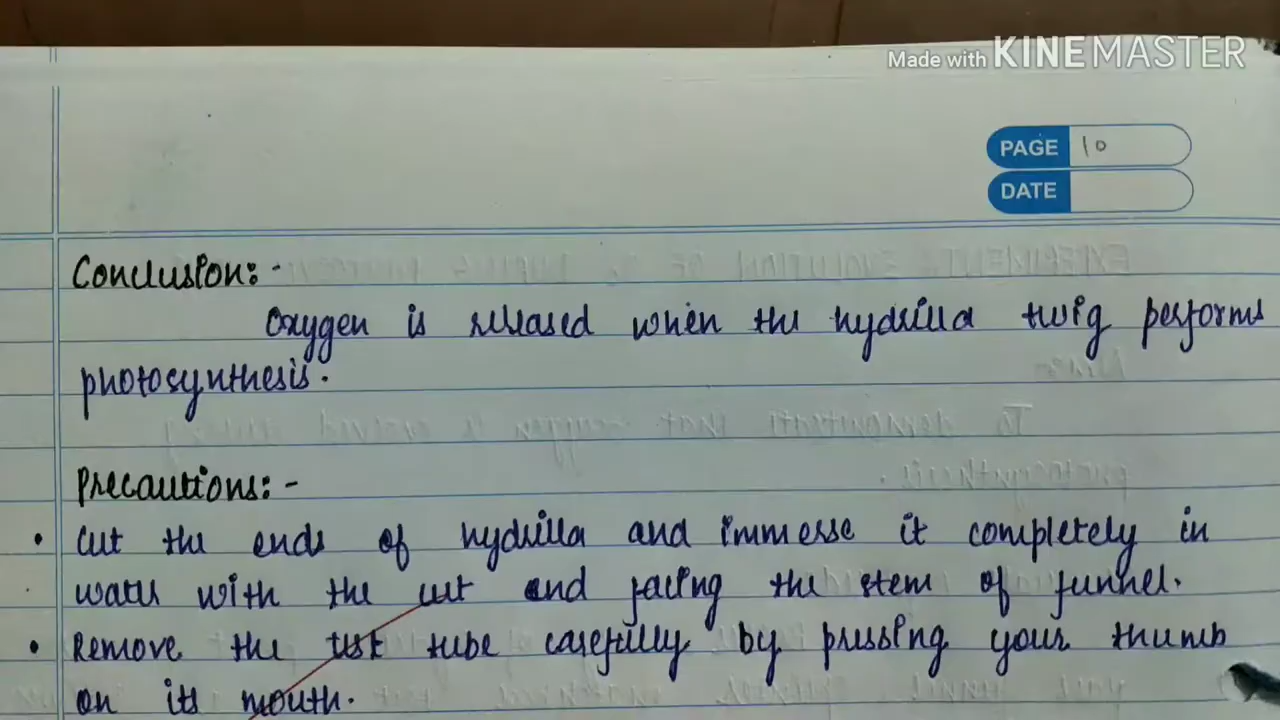 Made with KINEMASTER
PAGE 10
DATE
Conclusion:-
Oxygen is released when the hydrilla twig performs
photosynthesis.
Precautions:-
• Cut the ends of hydrilla and immerse it completely in
water with the cut end facing the stem of funnel.
• Remove the test tube carefully by pressing your thumb
on its mouth.